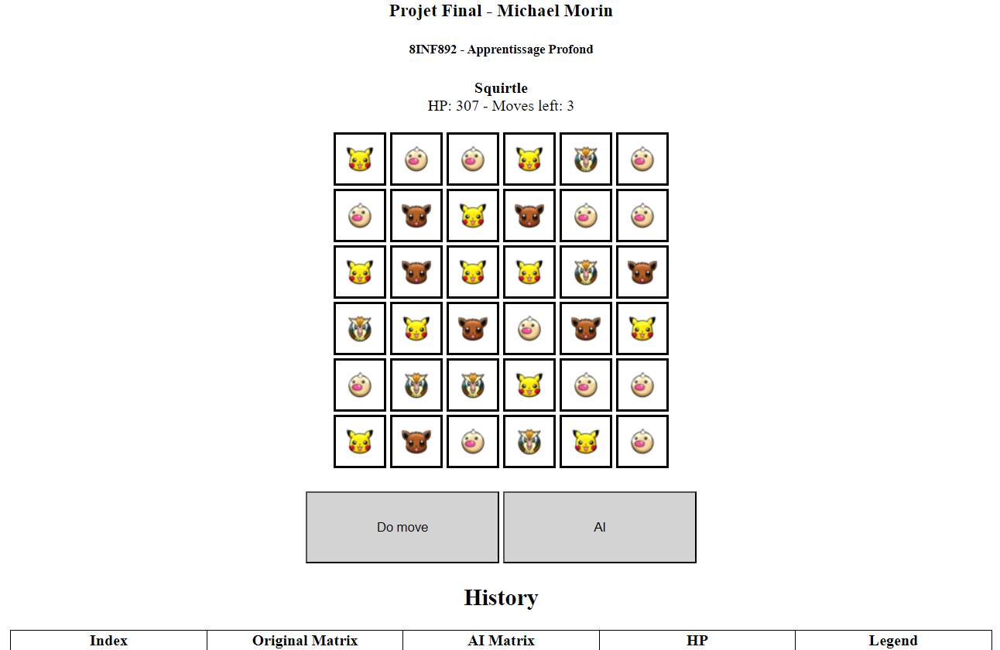 Projet Final - Michael Morin
8INF892 - Apprentissage Profond
Squirtle
HP: 307 - Moves left: 3
Do move
AI
History
Index
Original Matrix
AI Matrix
HP
Legend